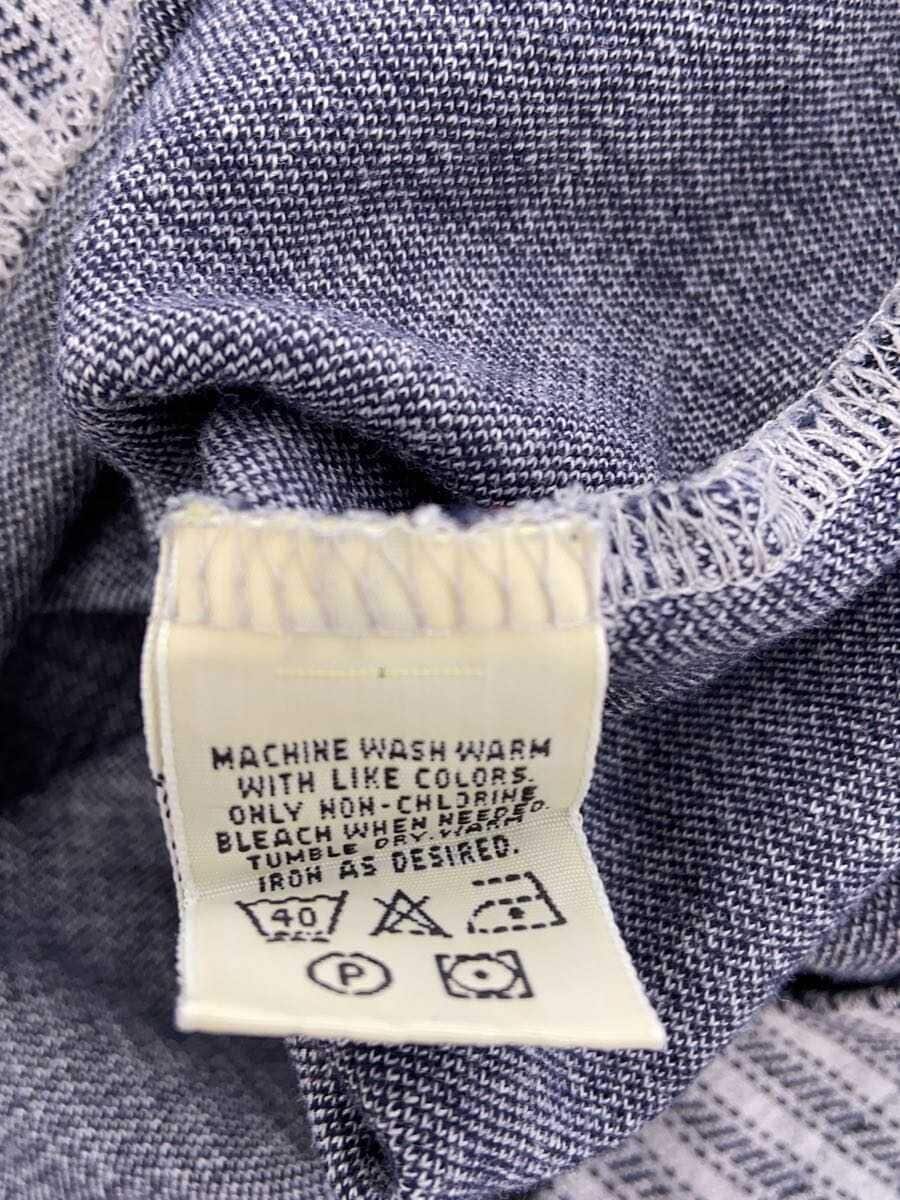 MACHINE WASH WARM
WITH LIKE COLORS.
ONLY NON-CHLORINE
BLEACH WHEN NEEDED.
TUMBLE DRY. WARM
IRON AS DESIRED.
40
P